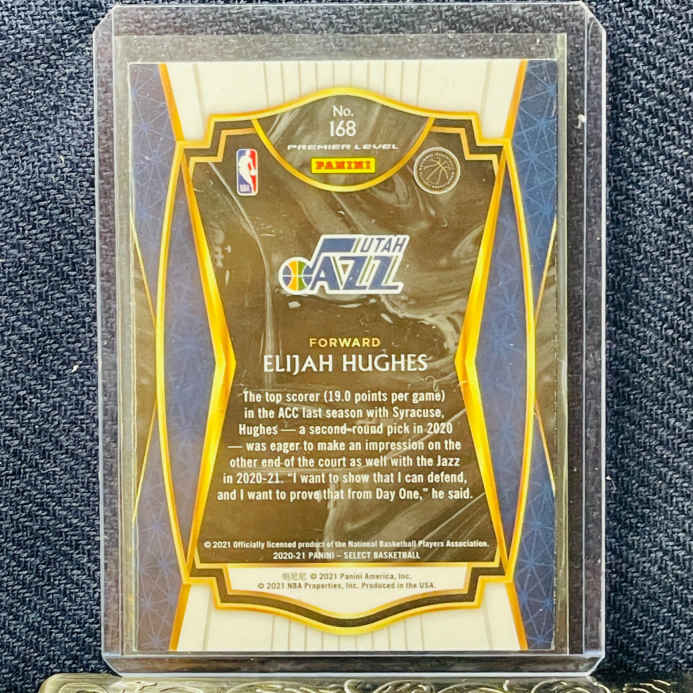 No.
168
PREMIER LEVEL
PANINI
NBA
UTAH
JAZZ
FORWARD
ELIJAH HUGHES
The top scorer (19.0 points per game)
in the ACC last season with Syracuse,
Hughes — a second-round pick in 2020
— was eager to make an impression on the
other end of the court as well with the Jazz
in 2020-21. “I want to show that I can defend,
and I want to prove that from Day One,” he said.
© 2021 Officially licensed product of the National Basketball Players Association.
2020-21 PANINI – SELECT BASKETBALL
帕尼尼 © 2021 Panini America, Inc.
© 2021 NBA Properties, Inc. Produced in the USA.